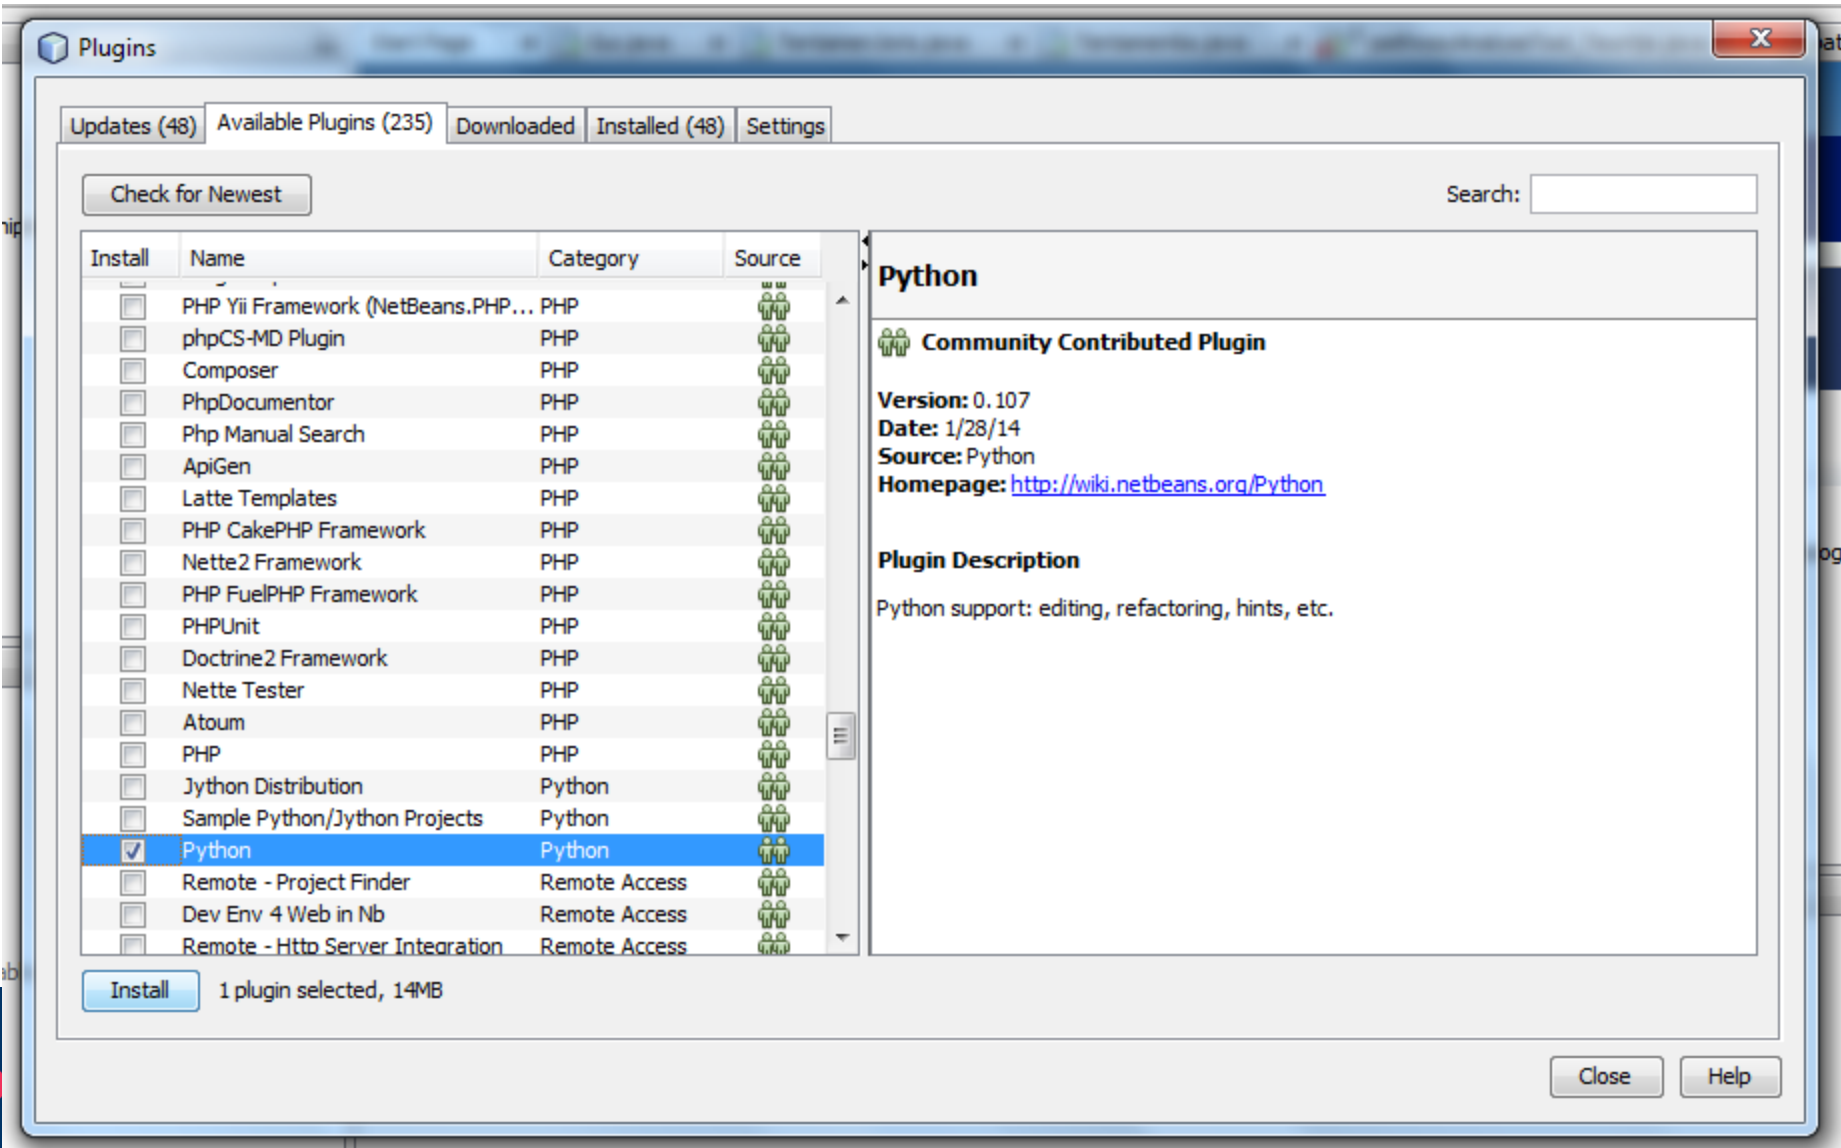 Plugins
Updates (48) Available Plugins (235) Downloaded Installed (48) Settings
Check for Newest Search:
Install Name Category Source
PHP Yii Framework (NetBeans.PHP... PHP
phpCS-MD Plugin PHP
Composer PHP
PhpDocumentor PHP
Php Manual Search PHP
ApiGen PHP
Latte Templates PHP
PHP CakePHP Framework PHP
Nette2 Framework PHP
PHP FuelPHP Framework PHP
PHPUnit PHP
Doctrine2 Framework PHP
Nette Tester PHP
Atoum PHP
PHP PHP
Jython Distribution Python
Sample Python/Jython Projects Python
Python Python
Remote - Project Finder Remote Access
Dev Env 4 Web in Nb Remote Access
Remote - Http Server Integration Remote Access
Python
Community Contributed Plugin
Version: 0.107
Date: 1/28/14
Source: Python
Homepage: http://wiki.netbeans.org/Python
Plugin Description
Python support: editing, refactoring, hints, etc.
Install 1 plugin selected, 14MB
Close Help